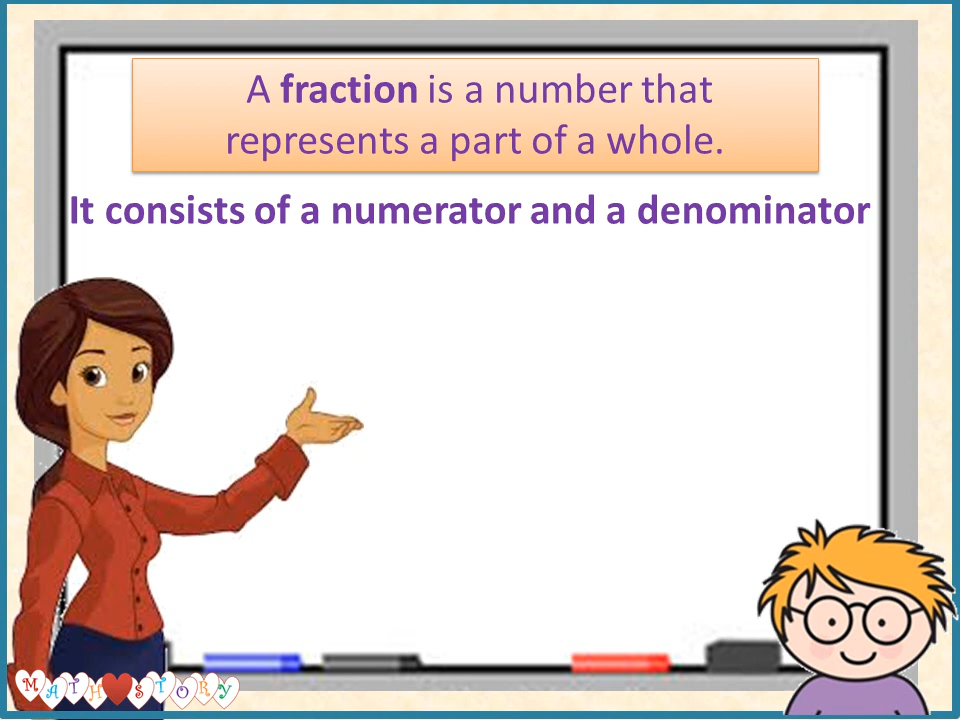 A fraction is a number that
represents a part of a whole.
It consists of a numerator and a denominator
MATH STORY